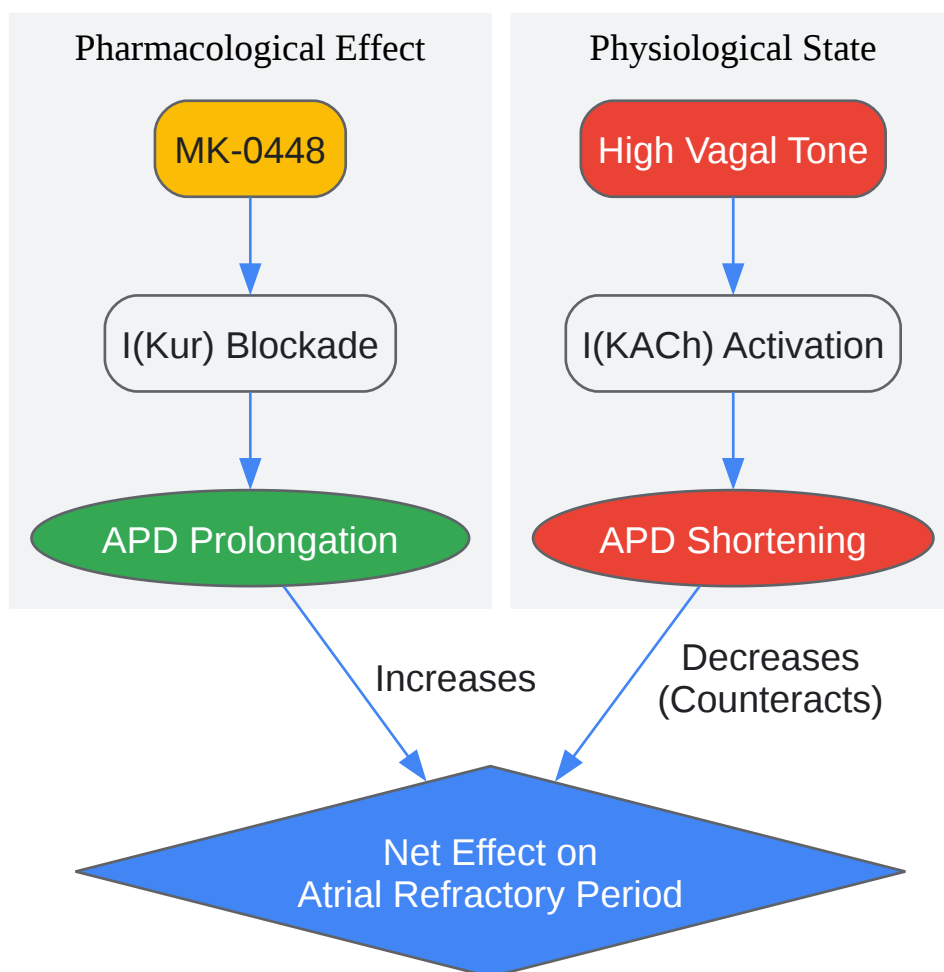 Pharmacological Effect
MK-0448
I(Kur) Blockade
APD Prolongation
Increases
Physiological State
High Vagal Tone
I(KACh) Activation
APD Shortening
Decreases
(Counteracts)
Net Effect on
Atrial Refractory Period